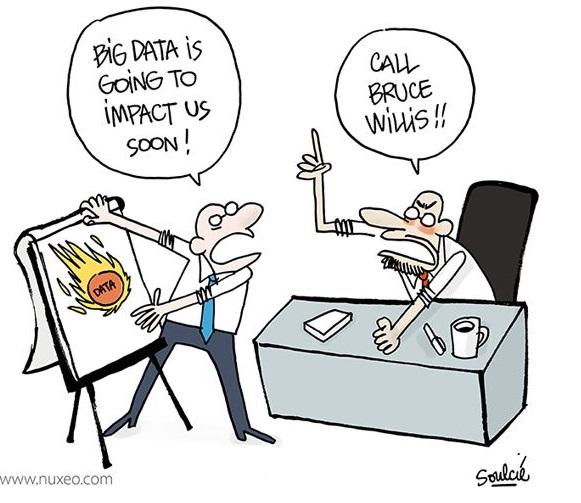 BIG DATA IS
GOING TO
IMPACT US
SOON!
CALL
BRUCE
WILLIS!!
DATA
www.nuxeo.com
Soulcié